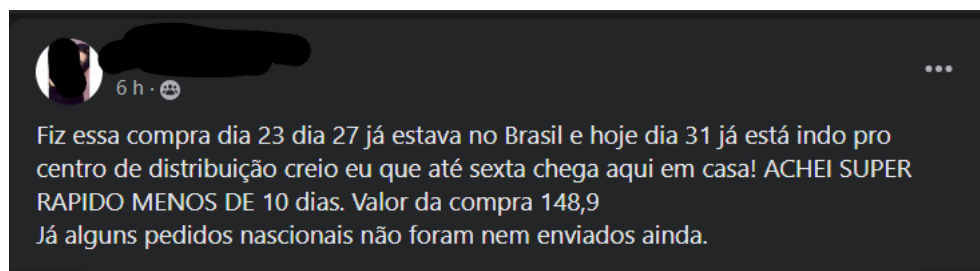 6 h ·
Fiz essa compra dia 23 dia 27 já estava no Brasil e hoje dia 31 já está indo pro
centro de distribuição creio eu que até sexta chega aqui em casa! ACHEI SUPER
RAPIDO MENOS DE 10 dias. Valor da compra 148,9
Já alguns pedidos nascionais não foram nem enviados ainda.